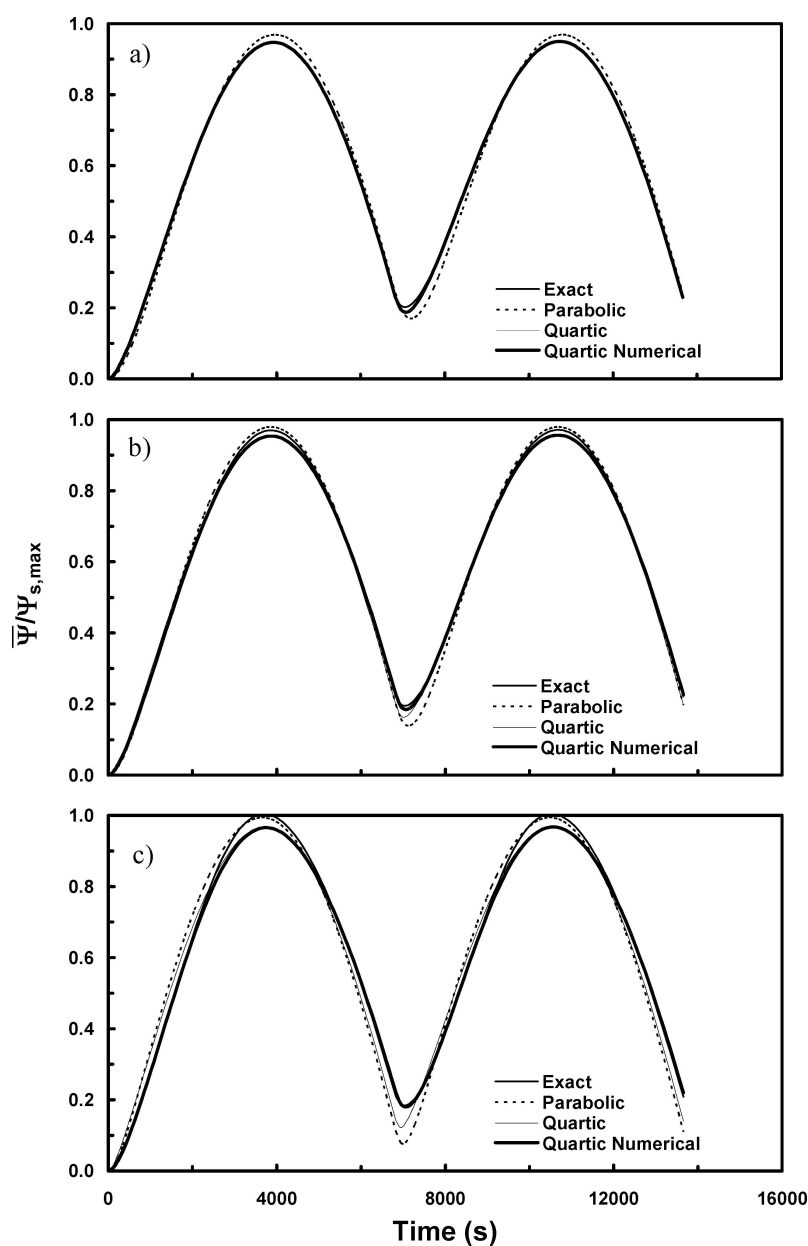 1.0
a)
0.8
0.6
0.4
Exact
Parabolic
0.2
Quartic
Quartic Numerical
0.0
1.0
b)
0.8
0.6
Ψ̅/Ψs,max
0.4
Exact
Parabolic
0.2
Quartic
Quartic Numerical
0.0
1.0
c)
0.8
0.6
0.4
Exact
Parabolic
0.2
Quartic
Quartic Numerical
0.0
0 4000 8000 12000 16000
Time (s)